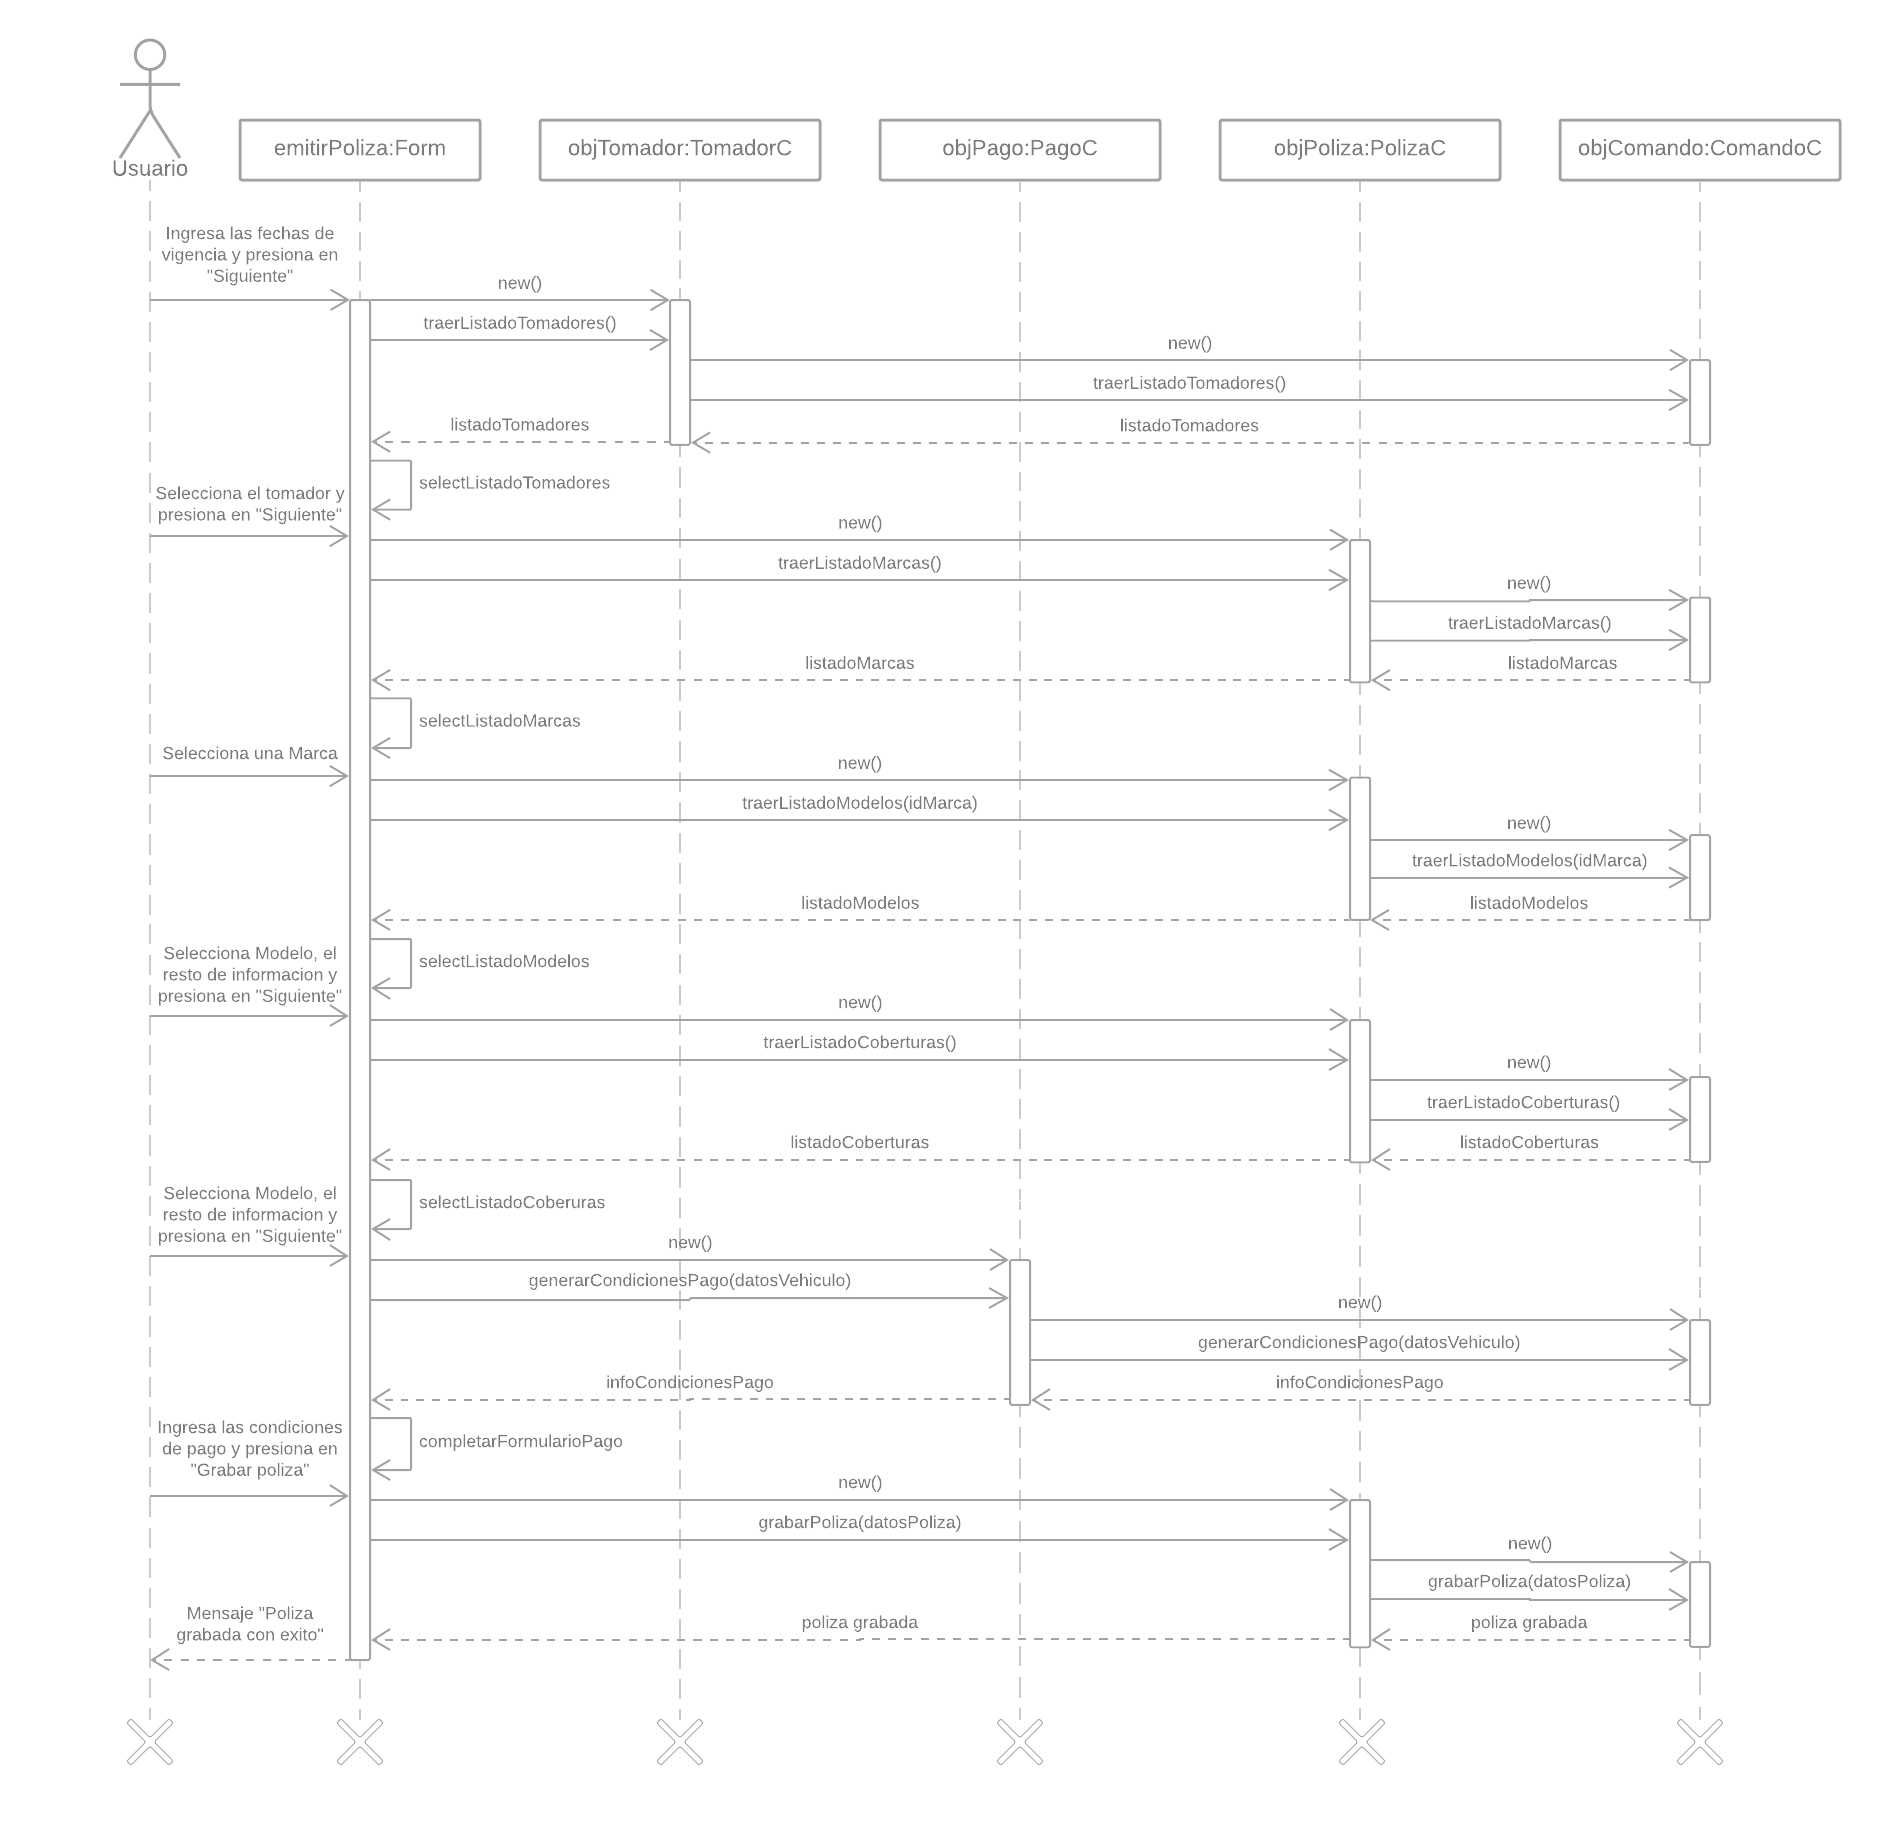 Usuario
emitirPoliza:Form
objTomador:TomadorC
objPago:PagoC
objPoliza:PolizaC
objComando:ComandoC
Ingresa las fechas de
vigencia y presiona en
"Siguiente"
new()
traerListadoTomadores()
new()
traerListadoTomadores()
listadoTomadores
listadoTomadores
selectListadoTomadores
Selecciona el tomador y
presiona en "Siguiente"
new()
traerListadoMarcas()
new()
traerListadoMarcas()
listadoMarcas
listadoMarcas
selectListadoMarcas
Selecciona una Marca
new()
traerListadoModelos(idMarca)
new()
traerListadoModelos(idMarca)
listadoModelos
listadoModelos
Selecciona Modelo, el
resto de informacion y
presiona en "Siguiente"
selectListadoModelos
new()
traerListadoCoberturas()
new()
traerListadoCoberturas()
listadoCoberturas
listadoCoberturas
Selecciona Modelo, el
resto de informacion y
presiona en "Siguiente"
selectListadoCoberuras
new()
generarCondicionesPago(datosVehiculo)
new()
generarCondicionesPago(datosVehiculo)
infoCondicionesPago
infoCondicionesPago
Ingresa las condiciones
de pago y presiona en
"Grabar poliza"
completarFormularioPago
new()
grabarPoliza(datosPoliza)
new()
grabarPoliza(datosPoliza)
poliza grabada
poliza grabada
Mensaje "Poliza
grabada con exito"